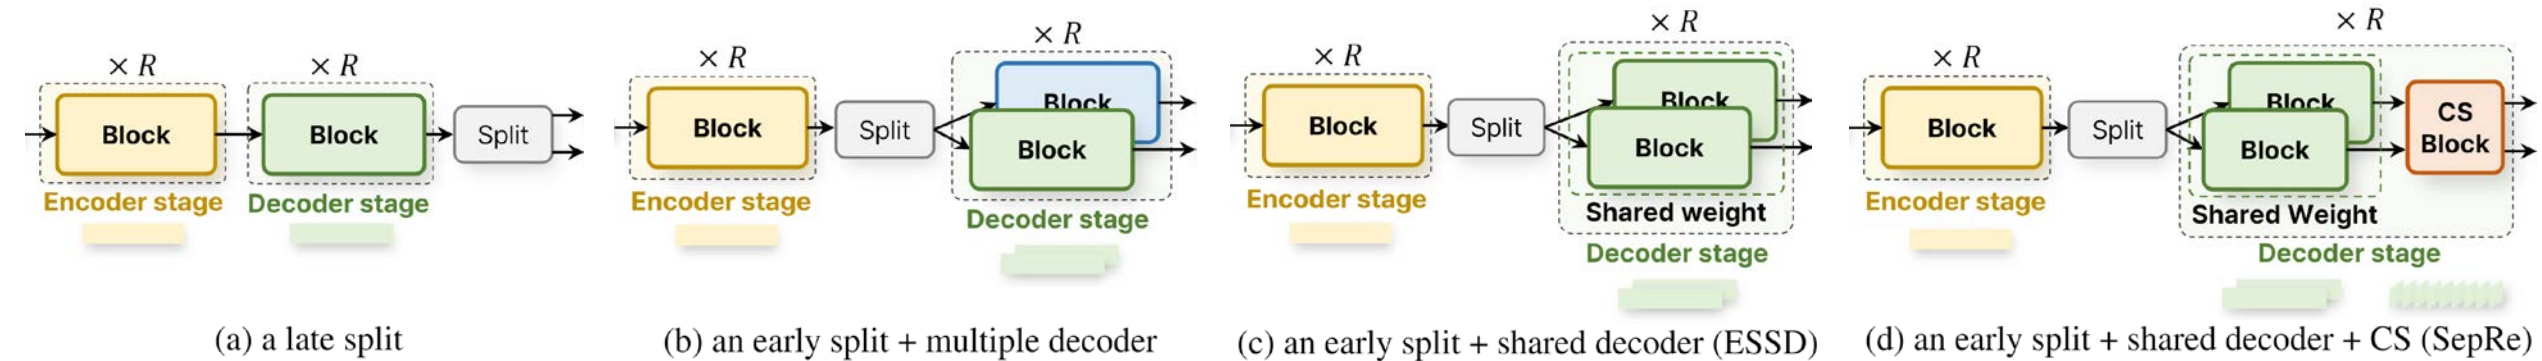 × R
× R
Block
Block
Split
Encoder stage
Decoder stage
(a) a late split
× R
× R
Block
Split
Block
Block
Encoder stage
Decoder stage
(b) an early split + multiple decoder
× R
× R
Block
Split
Block
Block
Shared weight
Encoder stage
Decoder stage
(c) an early split + shared decoder (ESSD)
× R
× R
Block
Split
Block
Block
CS
Block
Shared Weight
Encoder stage
Decoder stage
(d) an early split + shared decoder + CS (SepRe)